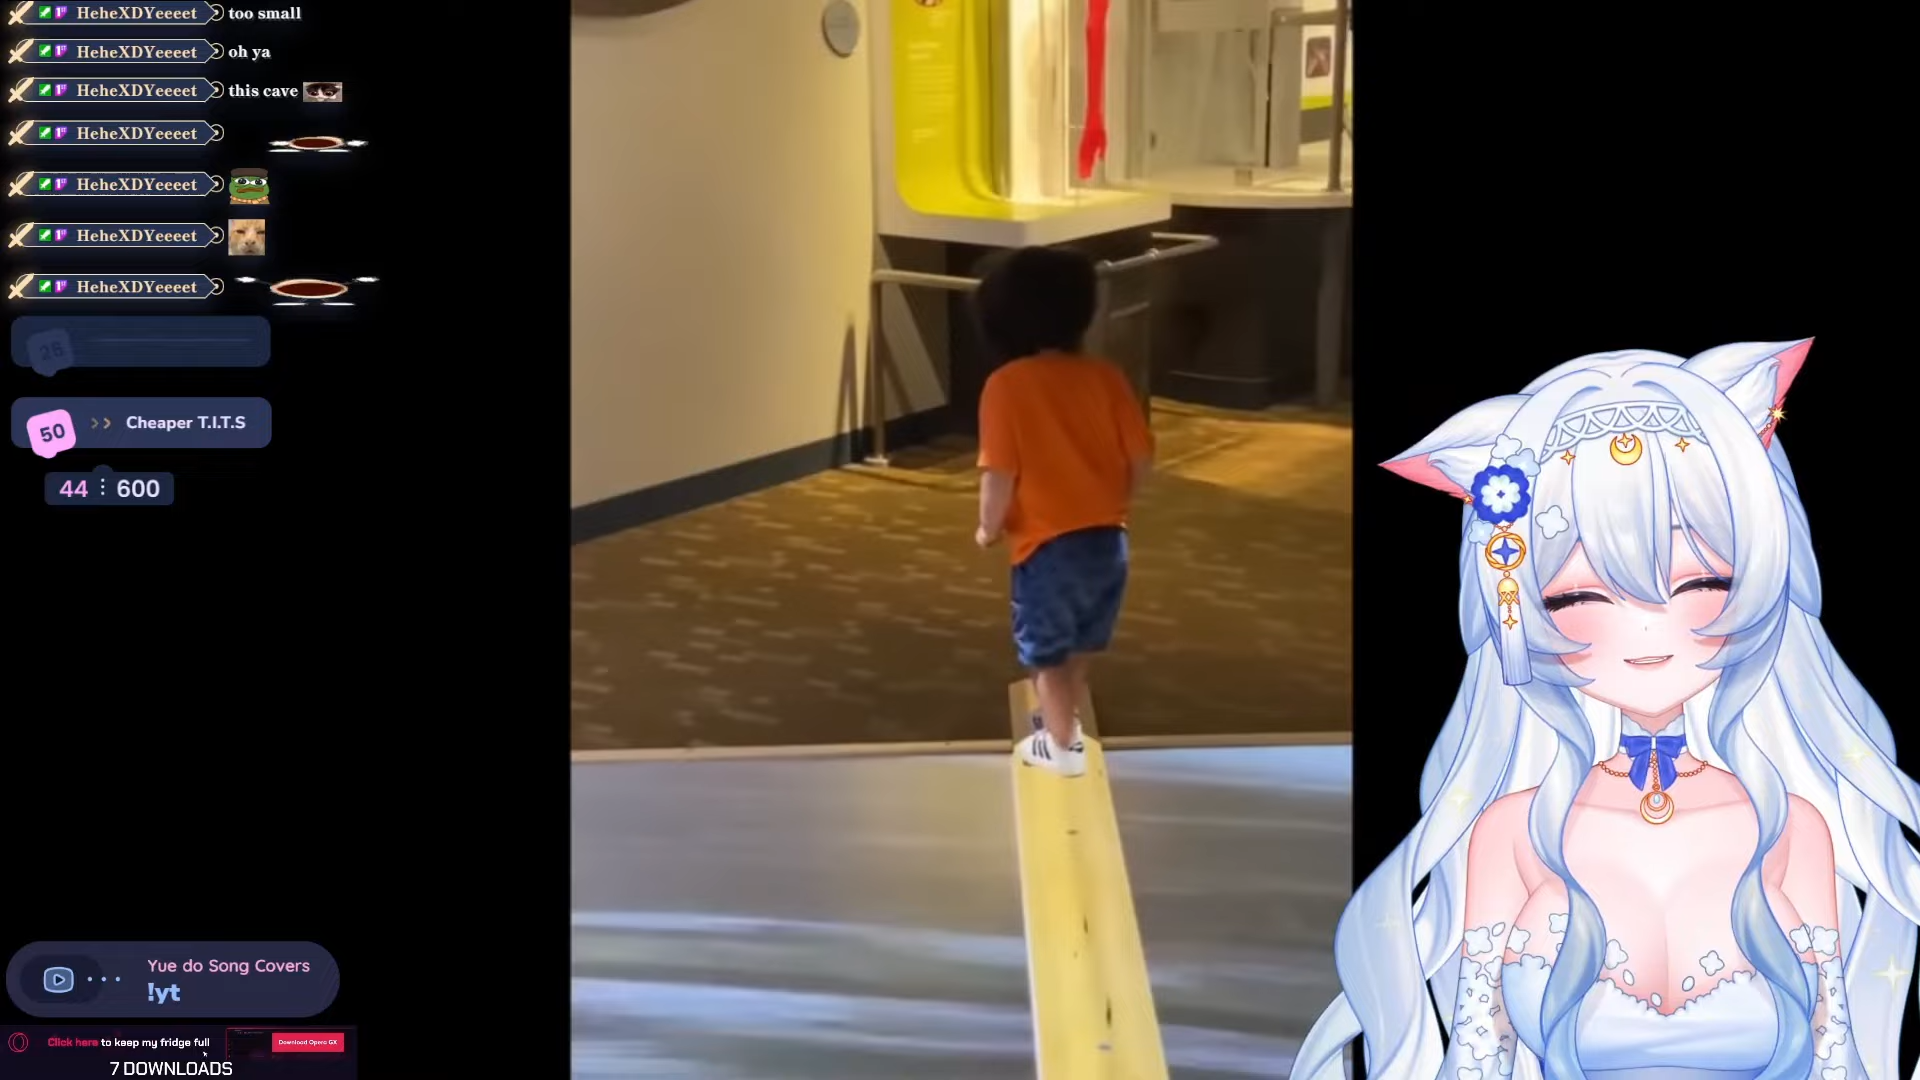 HeheXDYeeeet too small
HeheXDYeeeet oh ya
HeheXDYeeeet this cave
HeheXDYeeeet
HeheXDYeeeet
HeheXDYeeeet
HeheXDYeeeet
26
50 >> Cheaper T.I.T.S
44 : 600
Yue do Song Covers
!yt
Click here to keep my fridge full
Download Opera GX
7 DOWNLOADS